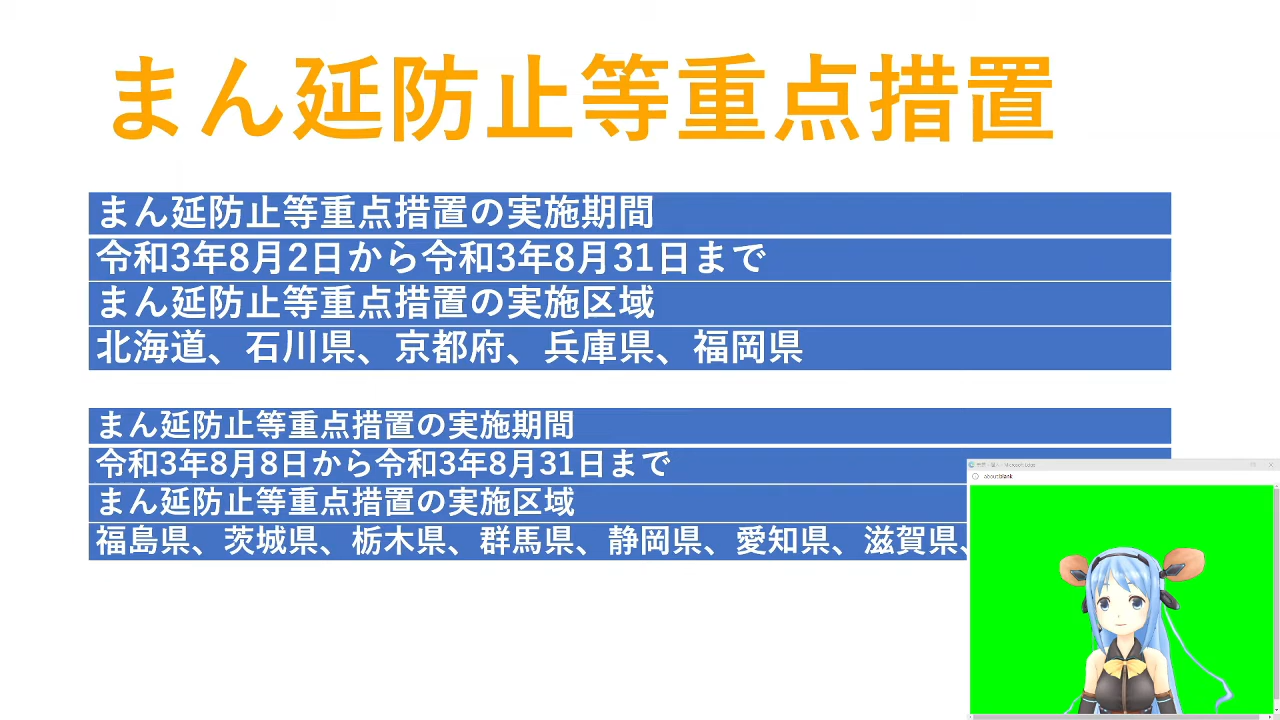 まん延防止等重点措置
まん延防止等重点措置の実施期間
令和3年8月2日から令和3年8月31日まで
まん延防止等重点措置の実施区域
北海道、石川県、京都府、兵庫県、福岡県
まん延防止等重点措置の実施期間
令和3年8月8日から令和3年8月31日まで
まん延防止等重点措置の実施区域
福島県、茨城県、栃木県、群馬県、静岡県、愛知県、滋賀県、
Microsoft Edge
about:blank